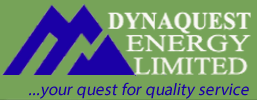 DYNAQUEST
ENERGY
LIMITED
...your quest for quality service